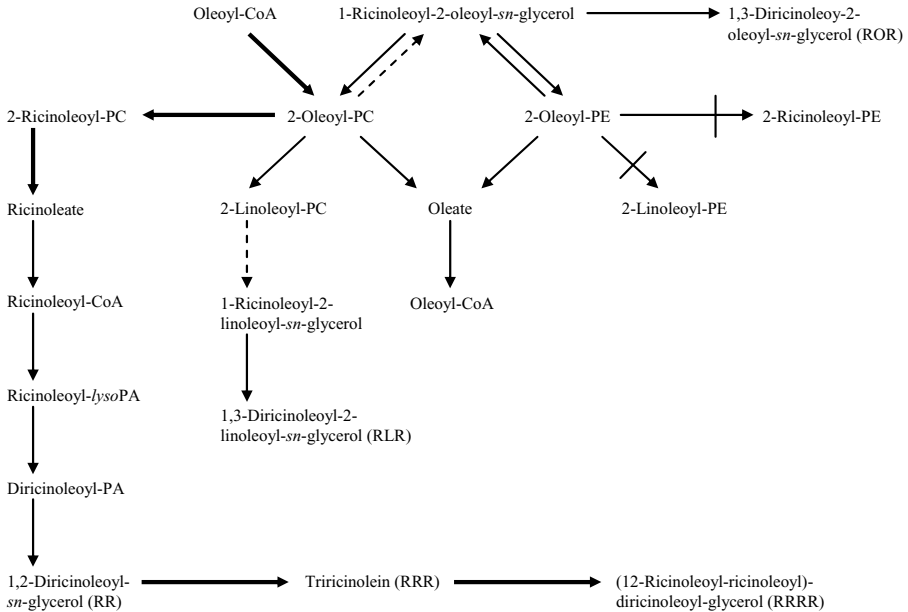 Oleoyl-CoA
1-Ricinoleoyl-2-oleoyl-sn-glycerol
1,3-Diricinoleoy-2-
oleoyl-sn-glycerol (ROR)
2-Ricinoleoyl-PC
2-Oleoyl-PC
2-Oleoyl-PE
2-Ricinoleoyl-PE
Ricinoleate
2-Linoleoyl-PC
Oleate
2-Linoleoyl-PE
Ricinoleoyl-CoA
1-Ricinoleoyl-2-
linoleoyl-sn-glycerol
Oleoyl-CoA
Ricinoleoyl-lysoPA
1,3-Diricinoleoyl-2-
linoleoyl-sn-glycerol (RLR)
Diricinoleoyl-PA
1,2-Diricinoleoyl-
sn-glycerol (RR)
Triricinolein (RRR)
(12-Ricinoleoyl-ricinoleoyl)-
diricinoleoyl-glycerol (RRRR)